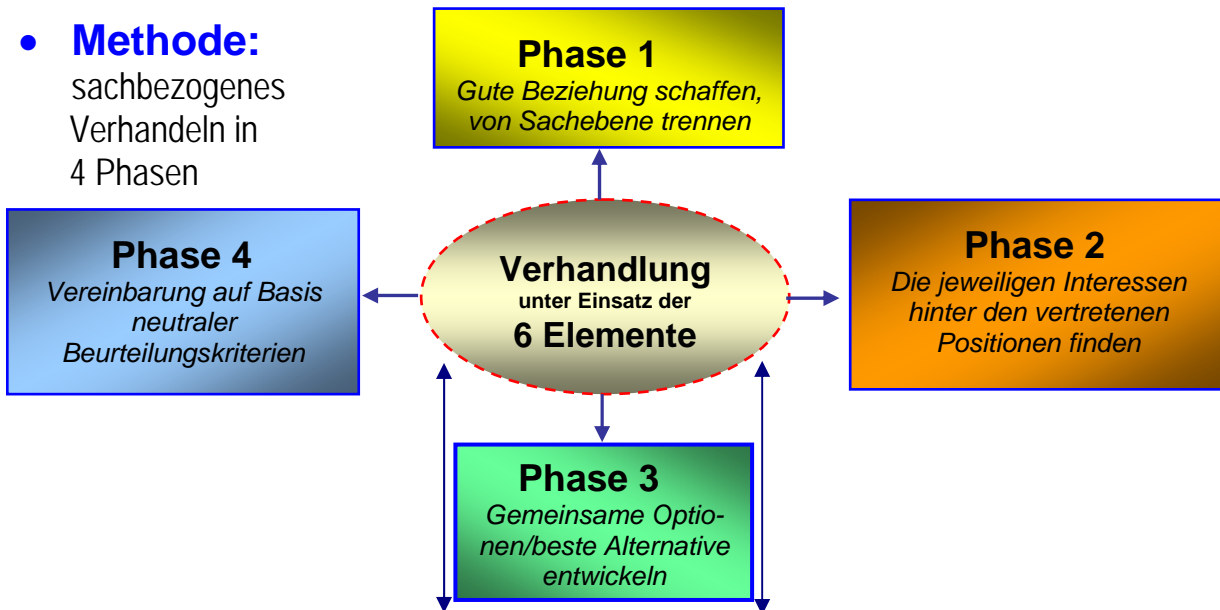 • Methode:
sachbezogenes
Verhandeln in
4 Phasen
Phase 1
Gute Beziehung schaffen,
von Sachebene trennen
Phase 4
Vereinbarung auf Basis
neutraler
Beurteilungskriterien
Verhandlung
unter Einsatz der
6 Elemente
Phase 2
Die jeweiligen Interessen
hinter den vertretenen
Positionen finden
Phase 3
Gemeinsame Optio-
nen/beste Alternative
entwickeln